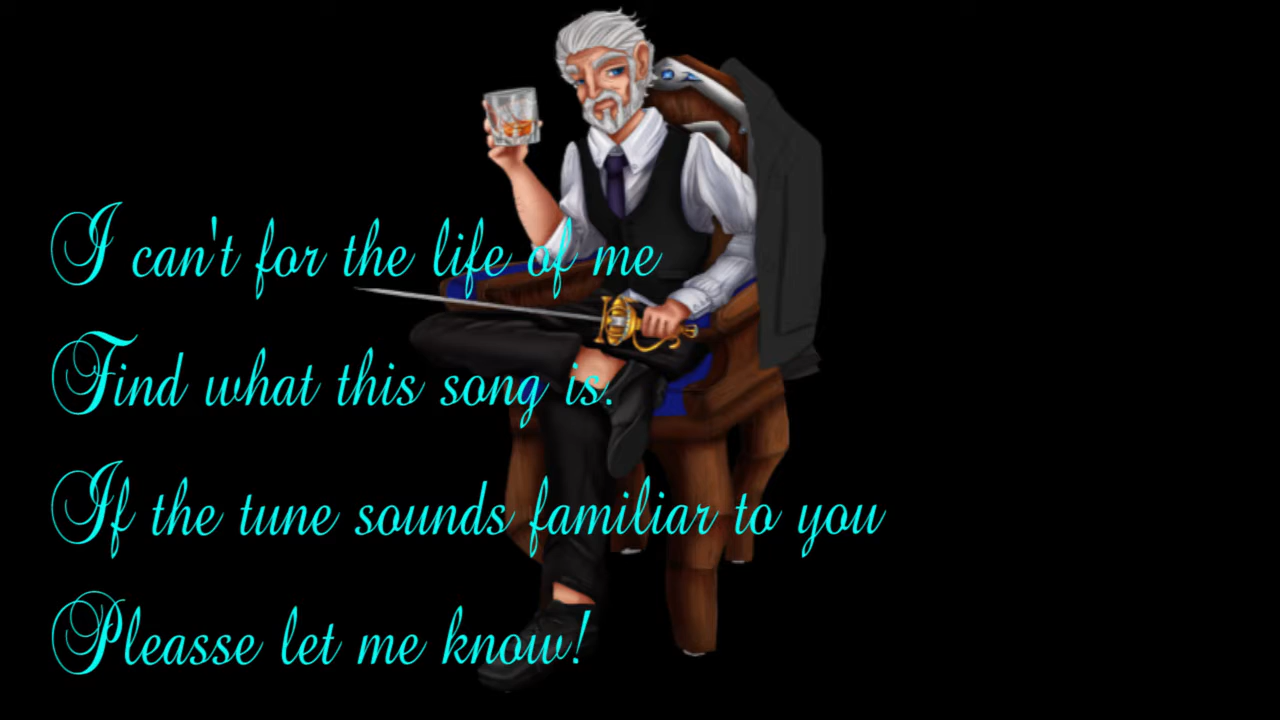 I can't for the life of me
Find what this song is.
If the tune sounds familiar to you
Pleasse let me know!